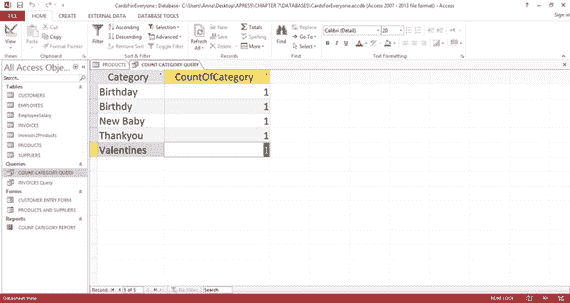 CardsForEveryone : Database- C:\Users\Anna\Desktop\APRESS\CHAPTER 7\DATABASES\CardsForEveryone.accdb (Access 2007 - 2013 file format) - Access
FILE HOME CREATE EXTERNAL DATA DATABASE TOOLS Sign in
View Paste Cut Copy Format Painter Filter Ascending Descending Remove Sort Selection Advanced Toggle Filter Refresh All New Save Delete Totals Spelling More Find Replace Go To Select Calibri (Detail) 20
Views Clipboard Sort & Filter Records Find Text Formatting
All Access Obje...
Search...
Tables
CUSTOMERS
EMPLOYEES
EmployeeSalary
INVOICES
Invoices2Products
PRODUCTS
SUPPLIERS
Queries
COUNT CATEGORY QUERY
INVOICES Query
Forms
CUSTOMER ENTRY FORM
PRODUCTS AND SUPPLIERS
Reports
COUNT CATEGORY REPORT
PRODUCTS COUNT CATEGORY QUERY
Category CountOfCategory
Birthday 1
Birthdy 1
New Baby 1
Thankyou 1
Valentines 1
Record: 5 of 5 No Filter Search
Datasheet View NUM LOCK